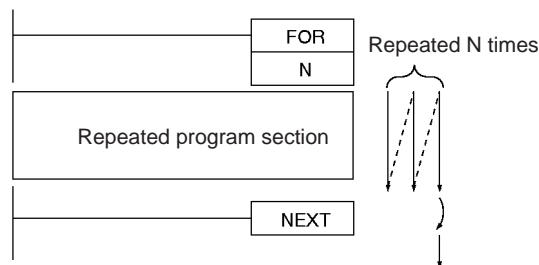 FOR
N
Repeated N times
Repeated program section
NEXT